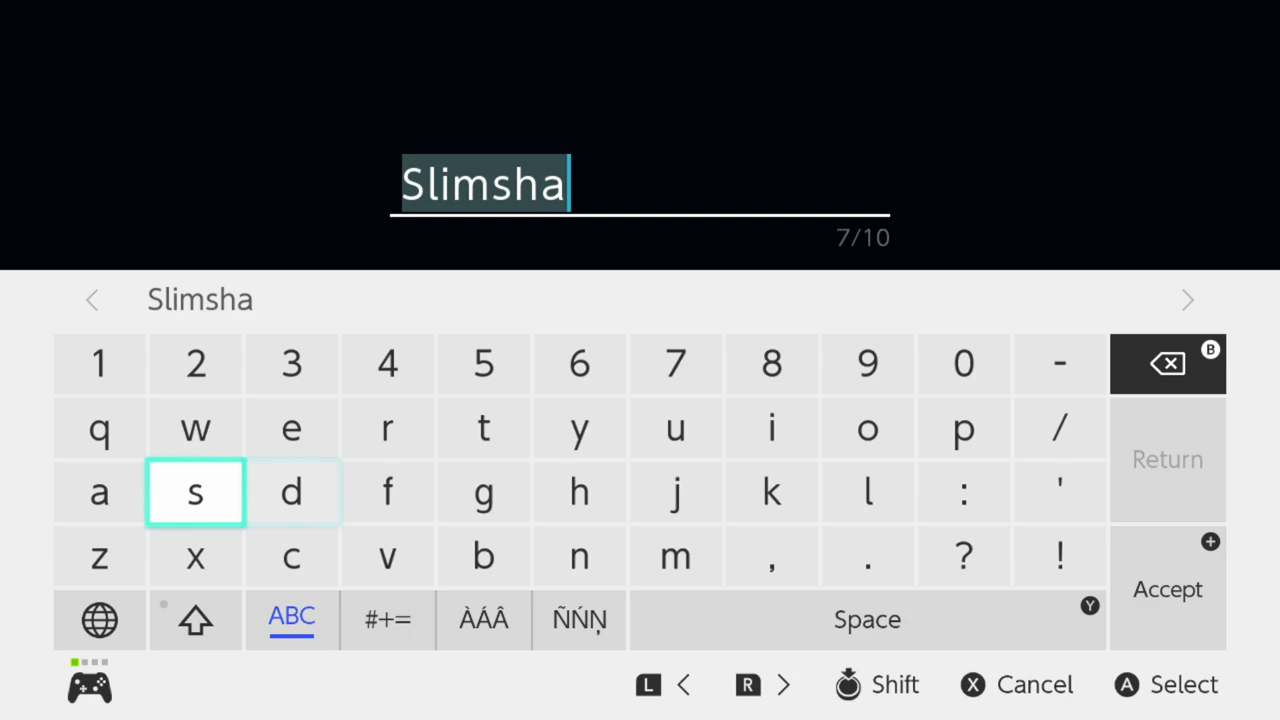 Slimsha
7/10
< Slimsha >
1 2 3 4 5 6 7 8 9 0 - B
q w e r t y u i o p / Return
a s d f g h j k l : '
z x c v b n m , . ? ! + Accept
ABC #+= ÀÁÂ ÑŃŅ Space Y
L < R > Shift X Cancel A Select